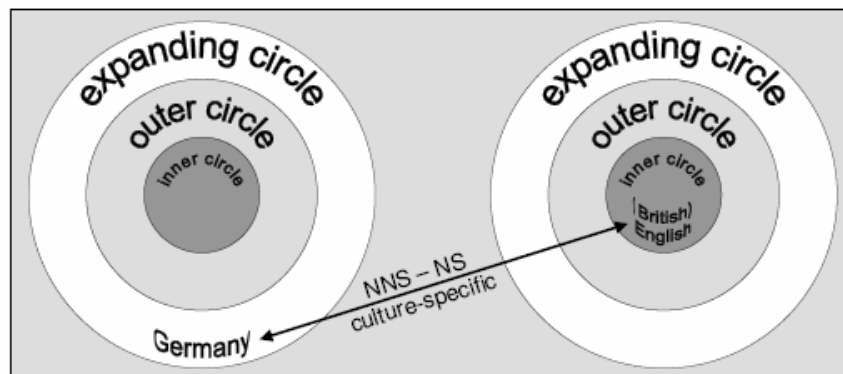 expanding circle
outer circle
inner circle
Germany
NNS – NS
culture-specific
expanding circle
outer circle
inner circle
(British)
English